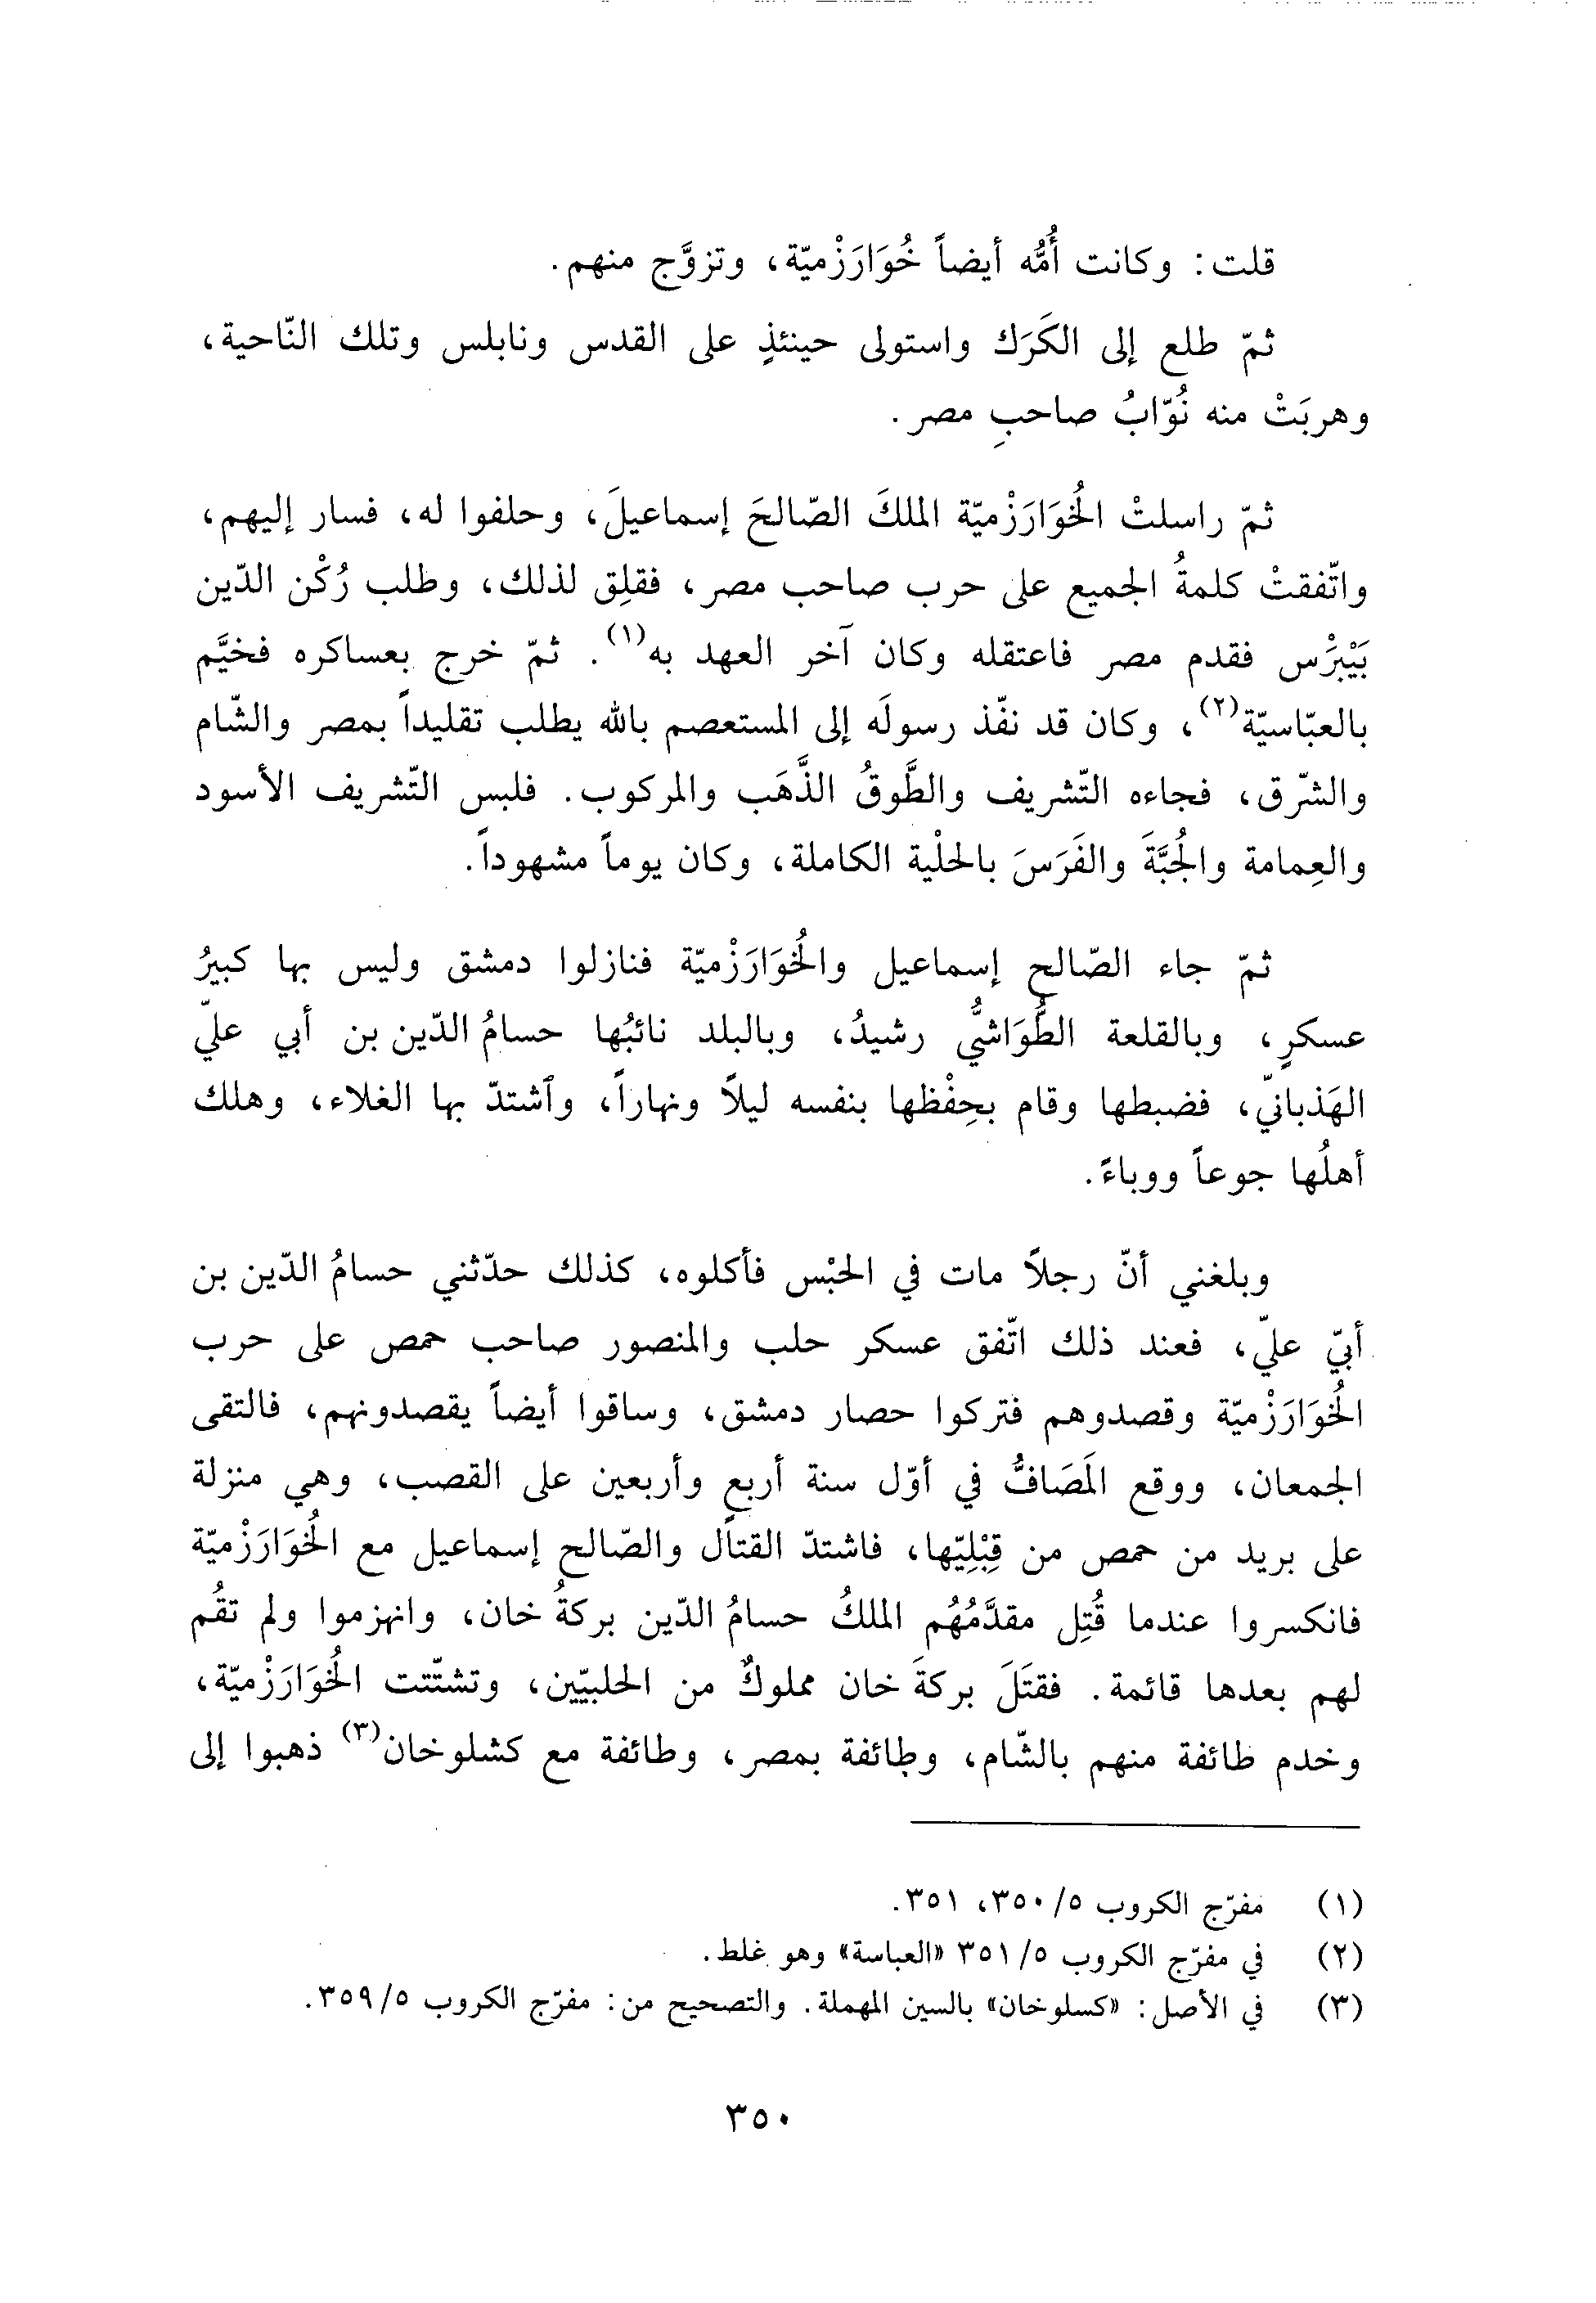 قلت: وكانت أُمُّه أيضاً خُوَارَزْميّة، وتزوَّج منهم.
ثمّ طلع إلى الكَرَك واستولى حينئذٍ على القدس ونابلس وتلك النّاحية،
وهربَتْ منه نُوّابُ صاحبِ مصر.
ثمّ راسلتْ الخُوَارَزْميّة الملكَ الصّالحَ إسماعيلَ، وحلفوا له، فسار إليهم،
واتّفقتْ كلمةُ الجميع على حرب صاحب مصر، فقلِق لذلك، وطلب رُكْن الدّين
بَيْبَرْس فقدم مصر فاعتقله وكان آخر العهد به(١). ثمّ خرج بعساكره فخيَّم
بالعبّاسيّة(٢)، وكان قد نفّذ رسولَه إلى المستعصم بالله يطلب تقليداً بمصر والشّام
والشّرق، فجاءه التّشريف والطَّوقُ الذَّهَب والمركوب. فلبس التّشريف الأسود
والعِمامة والجُبَّةَ والفَرَسَ بالحلْية الكاملة، وكان يوماً مشهوداً.
ثمّ جاء الصّالح إسماعيل والخُوَارَزْميّة فنازلوا دمشق وليس بها كبيرُ
عسكرٍ، وبالقلعة الطُّوَاشيُّ رشيدُ، وبالبلد نائبُها حسامُ الدّين بن أبي عليّ
الهَذبانيّ، فضبطها وقام بحِفْظها بنفسه ليلاً ونهاراً، وٱشتدّ بها الغلاء، وهلك
أهلُها جوعاً ووباءً.
وبلغني أنّ رجلاً مات في الحبْس فأكلوه، كذلك حدّثني حسامُ الدّين بن
أبيّ عليّ، فعند ذلك اتّفق عسكر حلب والمنصور صاحب حمص على حرب
الخُوَارَزْميّة وقصدوهم فتركوا حصار دمشق، وساقوا أيضاً يقصدونهم، فالتقى
الجمعان، ووقع المَصَافُّ في أوّل سنة أربعٍ وأربعين على القصب، وهي منزلة
على بريد من حمص من قِبْلِيّها، فاشتدّ القتال والصّالح إسماعيل مع الخُوَارَزْميّة
فانكسروا عندما قُتِل مقدَّمُهُم الملكُ حسامُ الدّين بركةُ خان، وانهزموا ولم تقُم
لهم بعدها قائمة. فقتَلَ بركةَ خان مملوكٌ من الحلبيّين، وتشتّتت الخُوَارَزْميّة،
وخدم طائفة منهم بالشّام، وطائفة بمصر، وطائفة مع كشلوخان(٣) ذهبوا إلى
(١) مفرّج الكروب ٥/ ٣٥٠، ٣٥١.
(٢) في مفرّج الكروب ٥/ ٣٥١ «العباسة» وهو غلط.
(٣) في الأصل: «كسلوخان» بالسين المهملة. والتصحيح من: مفرّج الكروب ٥/ ٣٥٩.
٣٥٠